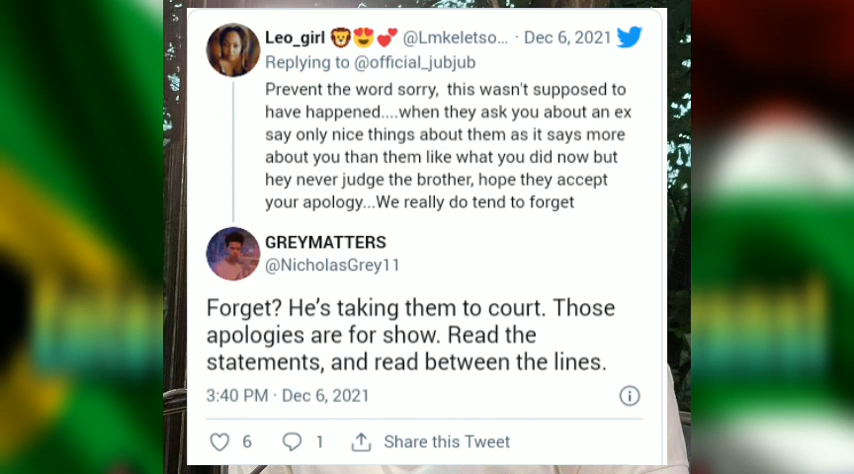 Leo_girl 🦁😍💕 @Lmkeletso... · Dec 6, 2021
Replying to @official_jubjub
Prevent the word sorry, this wasn't supposed to
have happened....when they ask you about an ex
say only nice things about them as it says more
about you than them like what you did now but
hey never judge the brother, hope they accept
your apology...We really do tend to forget
GREYMATTERS
@NicholasGrey11
Forget? He's taking them to court. Those
apologies are for show. Read the
statements, and read between the lines.
3:40 PM · Dec 6, 2021
6 1 Share this Tweet